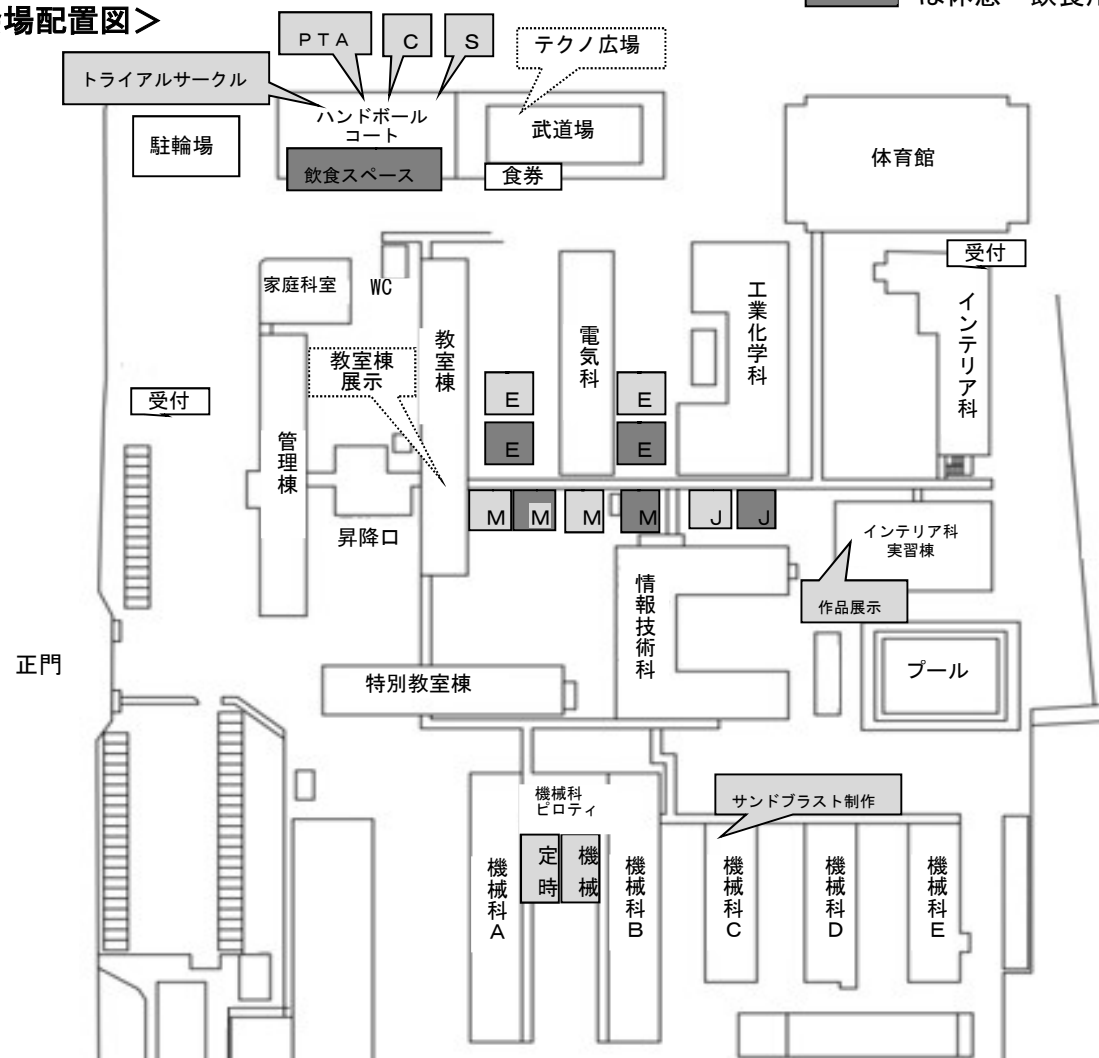 場配置図＞
は休憩
ＰＴＡ
Ｃ
Ｓ
テクノ広場
トライアルサークル
ハンドボール
コート
武道場
駐輪場
飲食スペース
食券
体育館
受付
家庭科室
WC
教室棟
電気科
工業化学科
インテリア科
教室棟
展示
受付
管理棟
Ｅ
Ｅ
Ｅ
Ｅ
昇降口
Ｍ
Ｍ
Ｍ
Ｍ
Ｊ
Ｊ
インテリア科
実習棟
作品展示
情報技術科
正門
特別教室棟
プール
機械科
ピロティ
サンドブラスト制作
定時
機械
機械科Ａ
機械科Ｂ
機械科Ｃ
機械科Ｄ
機械科Ｅ